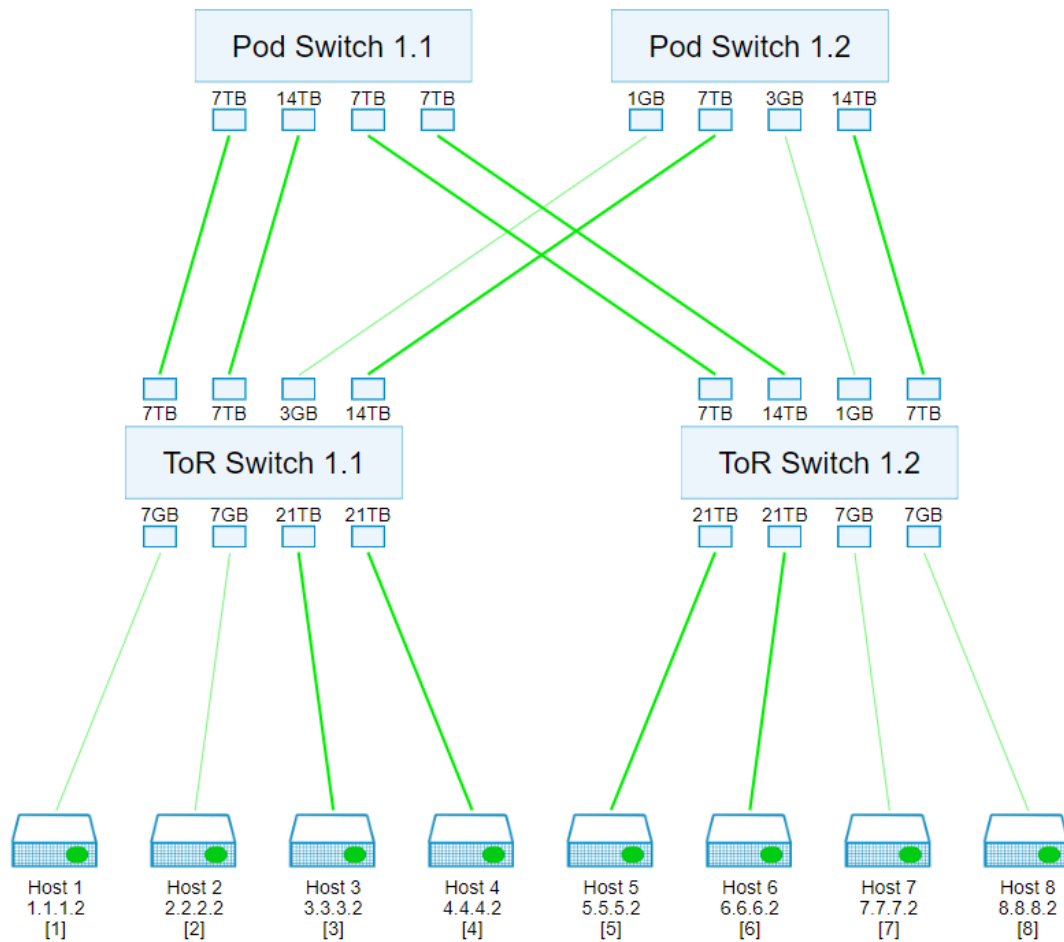 Pod Switch 1.1 Pod Switch 1.2
7TB 14TB 7TB 7TB 1GB 7TB 3GB 14TB
7TB 7TB 3GB 14TB 7TB 14TB 1GB 7TB
ToR Switch 1.1 ToR Switch 1.2
7GB 7GB 21TB 21TB 21TB 21TB 7GB 7GB
Host 1 Host 2 Host 3 Host 4 Host 5 Host 6 Host 7 Host 8
1.1.1.2 2.2.2.2 3.3.3.2 4.4.4.2 5.5.5.2 6.6.6.2 7.7.7.2 8.8.8.2
[1] [2] [3] [4] [5] [6] [7] [8]